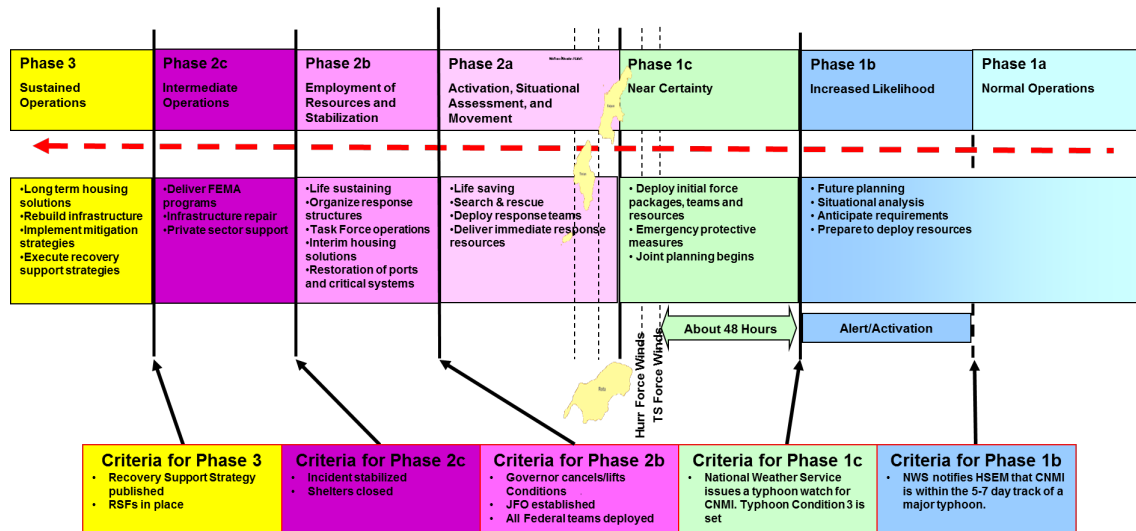 Phase 3
Sustained
Operations
Phase 2c
Intermediate
Operations
Phase 2b
Employment of
Resources and
Stabilization
Phase 2a
Activation, Situational
Assessment, and
Movement
Phase 1c
Near Certainty
Phase 1b
Increased Likelihood
Phase 1a
Normal Operations
•Long term housing
solutions
•Rebuild infrastructure
•Implement mitigation
strategies
•Execute recovery
support strategies
•Deliver FEMA
programs
•Infrastructure repair
•Private sector support
•Life sustaining
•Organize response
structures
•Task Force operations
•Interim housing
solutions
•Restoration of ports
and critical systems
•Life saving
•Search & rescue
•Deploy response teams
•Deliver immediate response
resources
• Deploy initial force
packages, teams and
resources
• Emergency protective
measures
• Joint planning begins
• Future planning
• Situational analysis
• Anticipate requirements
• Prepare to deploy resources
About 48 Hours
Alert/Activation
Hurr Force Winds
TS Force Winds
Criteria for Phase 3
• Recovery Support Strategy
published
• RSFs in place
Criteria for Phase 2c
• Incident stabilized
• Shelters closed
Criteria for Phase 2b
• Governor cancels/lifts
Conditions
• JFO established
• All Federal teams deployed
Criteria for Phase 1c
• National Weather Service
issues a typhoon watch for
CNMI. Typhoon Condition 3 is
set
Criteria for Phase 1b
• NWS notifies HSEM that CNMI
is within the 5-7 day track of a
major typhoon.